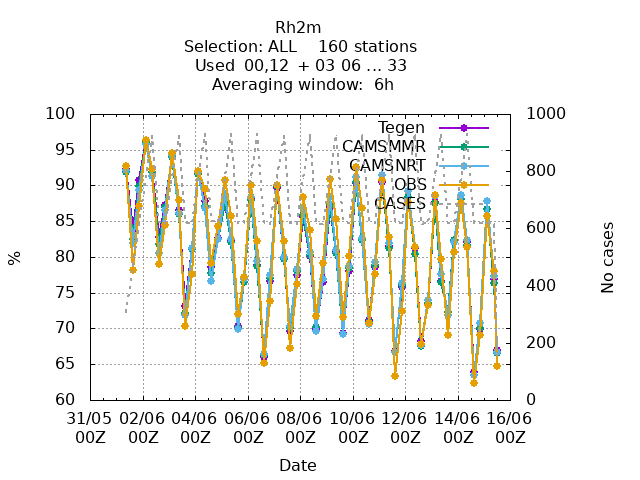 Rh2m
Selection: ALL    160 stations
Used  00,12  + 03 06 ... 33
Averaging window:  6h
100
95
90
85
80
75
70
65
60
1000
800
600
400
200
0
%
No cases
Tegen
CAMSMMR
CAMSNRT
OBS
CASES
31/05 02/06 04/06 06/06 08/06 10/06 12/06 14/06 16/06
00Z 00Z 00Z 00Z 00Z 00Z 00Z 00Z 00Z
Date